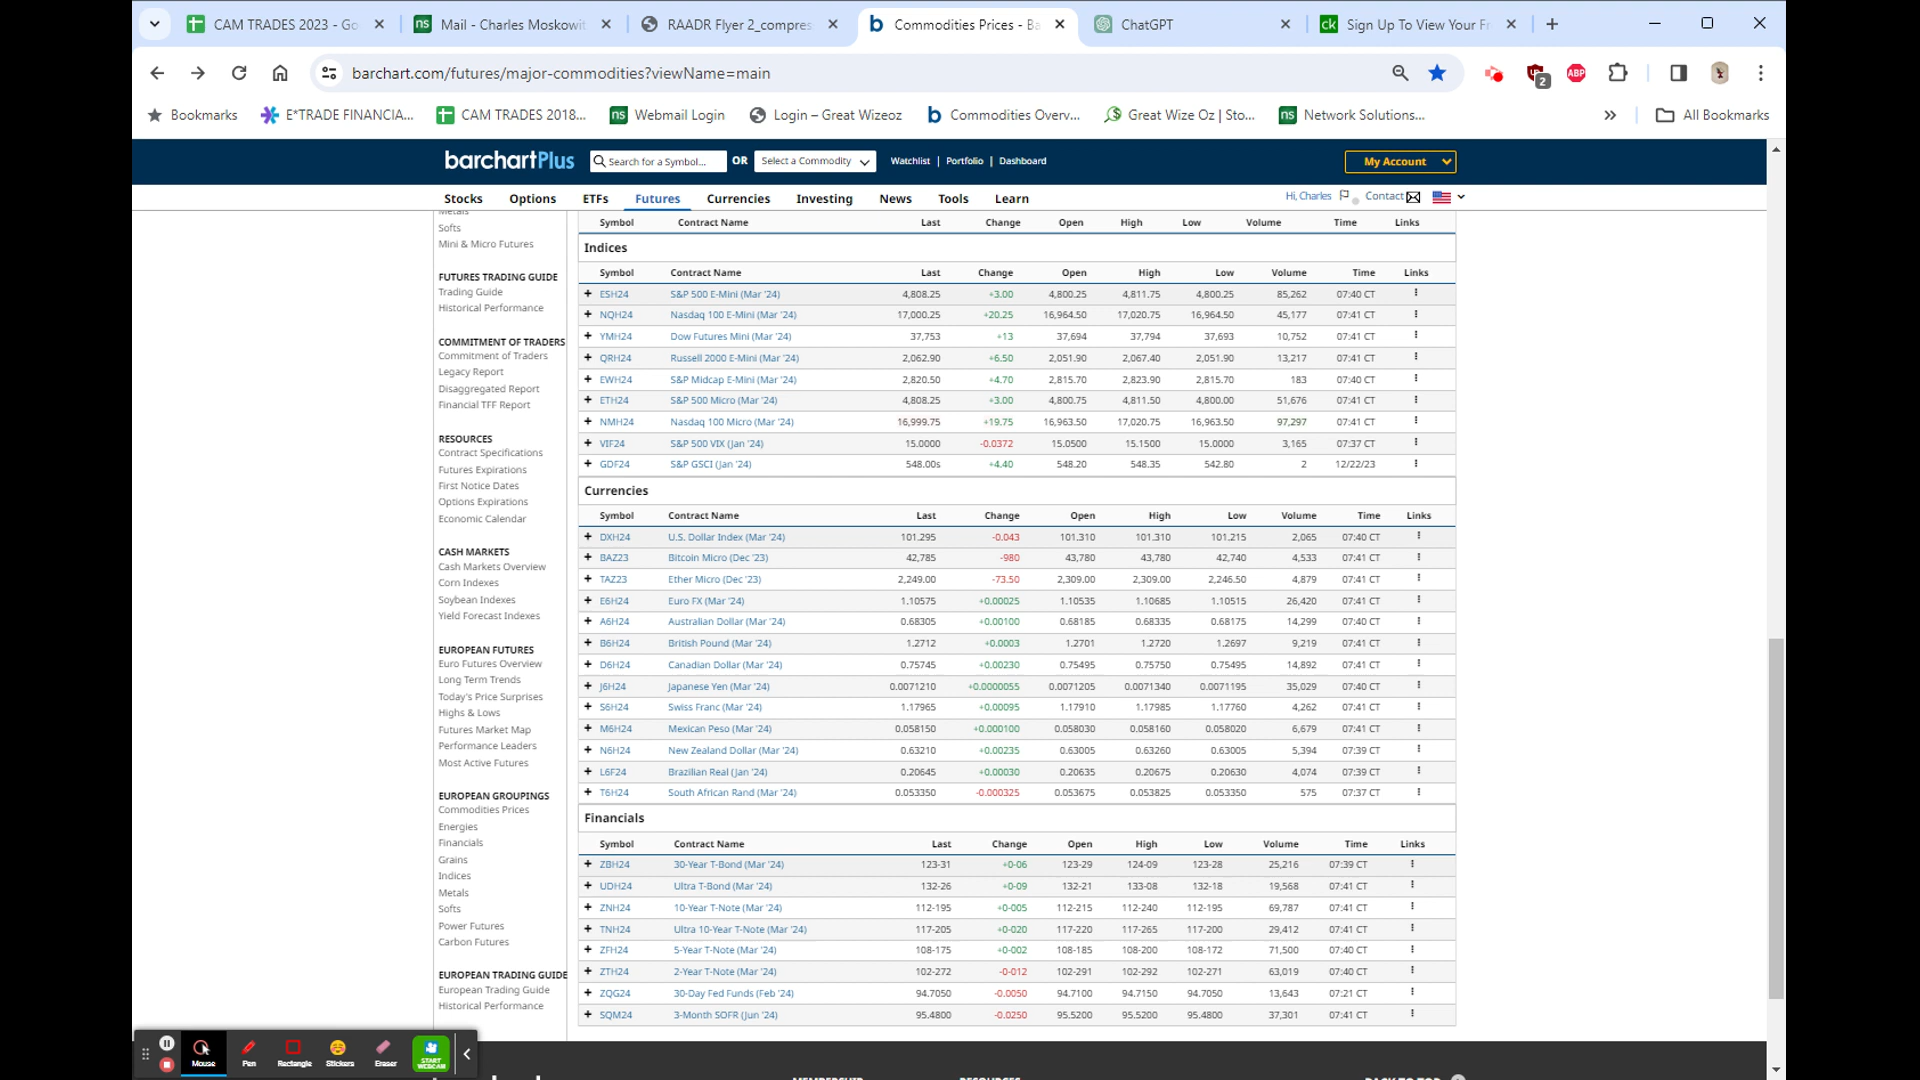 CAM TRADES 2023 - Go
Mail - Charles Moskowit
RAADR Flyer 2_compres
Commodities Prices - Ba
ChatGPT
Sign Up To View Your Fr
barchart.com/futures/major-commodities?viewName=main
2
ABP
Bookmarks
E*TRADE FINANCIA...
CAM TRADES 2018...
Webmail Login
Login – Great Wizeoz
Commodities Overv...
Great Wize Oz | Sto...
Network Solutions...
All Bookmarks
barchartPlus
Search for a Symbol...
OR
Select a Commodity
Watchlist | Portfolio | Dashboard
My Account
Stocks Options ETFs Futures Currencies Investing News Tools Learn
Hi, Charles
Contact
Metals
Softs
Mini & Micro Futures
FUTURES TRADING GUIDE
Trading Guide
Historical Performance
COMMITMENT OF TRADERS
Commitment of Traders
Legacy Report
Disaggregated Report
Financial TFF Report
RESOURCES
Contract Specifications
Futures Expirations
First Notice Dates
Options Expirations
Economic Calendar
CASH MARKETS
Cash Markets Overview
Corn Indexes
Soybean Indexes
Yield Forecast Indexes
EUROPEAN FUTURES
Euro Futures Overview
Long Term Trends
Today's Price Surprises
Highs & Lows
Futures Market Map
Performance Leaders
Most Active Futures
EUROPEAN GROUPINGS
Commodities Prices
Energies
Financials
Grains
Indices
Metals
Softs
Power Futures
Carbon Futures
EUROPEAN TRADING GUIDE
European Trading Guide
Historical Performance
Symbol Contract Name Last Change Open High Low Volume Time Links
Indices
Symbol Contract Name Last Change Open High Low Volume Time Links
+ ESH24 S&P 500 E-Mini (Mar '24) 4,808.25 +3.00 4,800.25 4,811.75 4,800.25 85,262 07:40 CT
+ NQH24 Nasdaq 100 E-Mini (Mar '24) 17,000.25 +20.25 16,964.50 17,020.75 16,964.50 45,177 07:41 CT
+ YMH24 Dow Futures Mini (Mar '24) 37,753 +13 37,694 37,794 37,693 10,752 07:41 CT
+ QRH24 Russell 2000 E-Mini (Mar '24) 2,062.90 +6.50 2,051.90 2,067.40 2,051.90 13,217 07:41 CT
+ EWH24 S&P Midcap E-Mini (Mar '24) 2,820.50 +4.70 2,815.70 2,823.90 2,815.70 183 07:40 CT
+ ETH24 S&P 500 Micro (Mar '24) 4,808.25 +3.00 4,800.75 4,811.50 4,800.00 51,676 07:41 CT
+ NMH24 Nasdaq 100 Micro (Mar '24) 16,999.75 +19.75 16,963.50 17,020.75 16,963.50 97,297 07:41 CT
+ VIF24 S&P 500 VIX (Jan '24) 15.0000 -0.0372 15.0500 15.1500 15.0000 3,165 07:37 CT
+ GDF24 S&P GSCI (Jan '24) 548.00s +4.40 548.20 548.35 542.80 2 12/22/23
Currencies
Symbol Contract Name Last Change Open High Low Volume Time Links
+ DXH24 U.S. Dollar Index (Mar '24) 101.295 -0.043 101.310 101.310 101.215 2,065 07:40 CT
+ BAZ23 Bitcoin Micro (Dec '23) 42,785 -980 43,780 43,780 42,740 4,533 07:41 CT
+ TAZ23 Ether Micro (Dec '23) 2,249.00 -73.50 2,309.00 2,309.00 2,246.50 4,879 07:41 CT
+ E6H24 Euro FX (Mar '24) 1.10575 +0.00025 1.10535 1.10685 1.10515 26,420 07:41 CT
+ A6H24 Australian Dollar (Mar '24) 0.68305 +0.00100 0.68185 0.68335 0.68175 14,299 07:40 CT
+ B6H24 British Pound (Mar '24) 1.2712 +0.0003 1.2701 1.2720 1.2697 9,219 07:41 CT
+ D6H24 Canadian Dollar (Mar '24) 0.75745 +0.00230 0.75495 0.75750 0.75495 14,892 07:41 CT
+ J6H24 Japanese Yen (Mar '24) 0.0071210 +0.0000055 0.0071205 0.0071340 0.0071195 35,029 07:40 CT
+ S6H24 Swiss Franc (Mar '24) 1.17965 +0.00095 1.17910 1.17985 1.17760 4,262 07:41 CT
+ M6H24 Mexican Peso (Mar '24) 0.058150 +0.000100 0.058030 0.058160 0.058020 6,679 07:41 CT
+ N6H24 New Zealand Dollar (Mar '24) 0.63210 +0.00235 0.63005 0.63260 0.63005 5,394 07:39 CT
+ L6F24 Brazilian Real (Jan '24) 0.20645 +0.00030 0.20635 0.20675 0.20630 4,074 07:39 CT
+ T6H24 South African Rand (Mar '24) 0.053350 -0.000325 0.053675 0.053825 0.053350 575 07:37 CT
Financials
Symbol Contract Name Last Change Open High Low Volume Time Links
+ ZBH24 30-Year T-Bond (Mar '24) 123-31 +0-06 123-29 124-09 123-28 25,216 07:39 CT
+ UDH24 Ultra T-Bond (Mar '24) 132-26 +0-09 132-21 133-08 132-18 19,568 07:41 CT
+ ZNH24 10-Year T-Note (Mar '24) 112-195 +0-005 112-215 112-240 112-195 69,787 07:41 CT
+ TNH24 Ultra 10-Year T-Note (Mar '24) 117-205 +0-020 117-220 117-265 117-200 29,412 07:41 CT
+ ZFH24 5-Year T-Note (Mar '24) 108-175 +0-002 108-185 108-200 108-172 71,500 07:40 CT
+ ZTH24 2-Year T-Note (Mar '24) 102-272 -0-012 102-291 102-292 102-271 63,019 07:40 CT
+ ZQG24 30-Day Fed Funds (Feb '24) 94.7050 -0.0050 94.7100 94.7150 94.7050 13,643 07:21 CT
+ SQM24 3-Month SOFR (Jun '24) 95.4800 -0.0250 95.5200 95.5200 95.4800 37,301 07:41 CT
Mouse
Pen
Rectangle
Stickers
Eraser
START WEBCAM
MEMBERSHIP
RESOURCES
BACK TO TOP